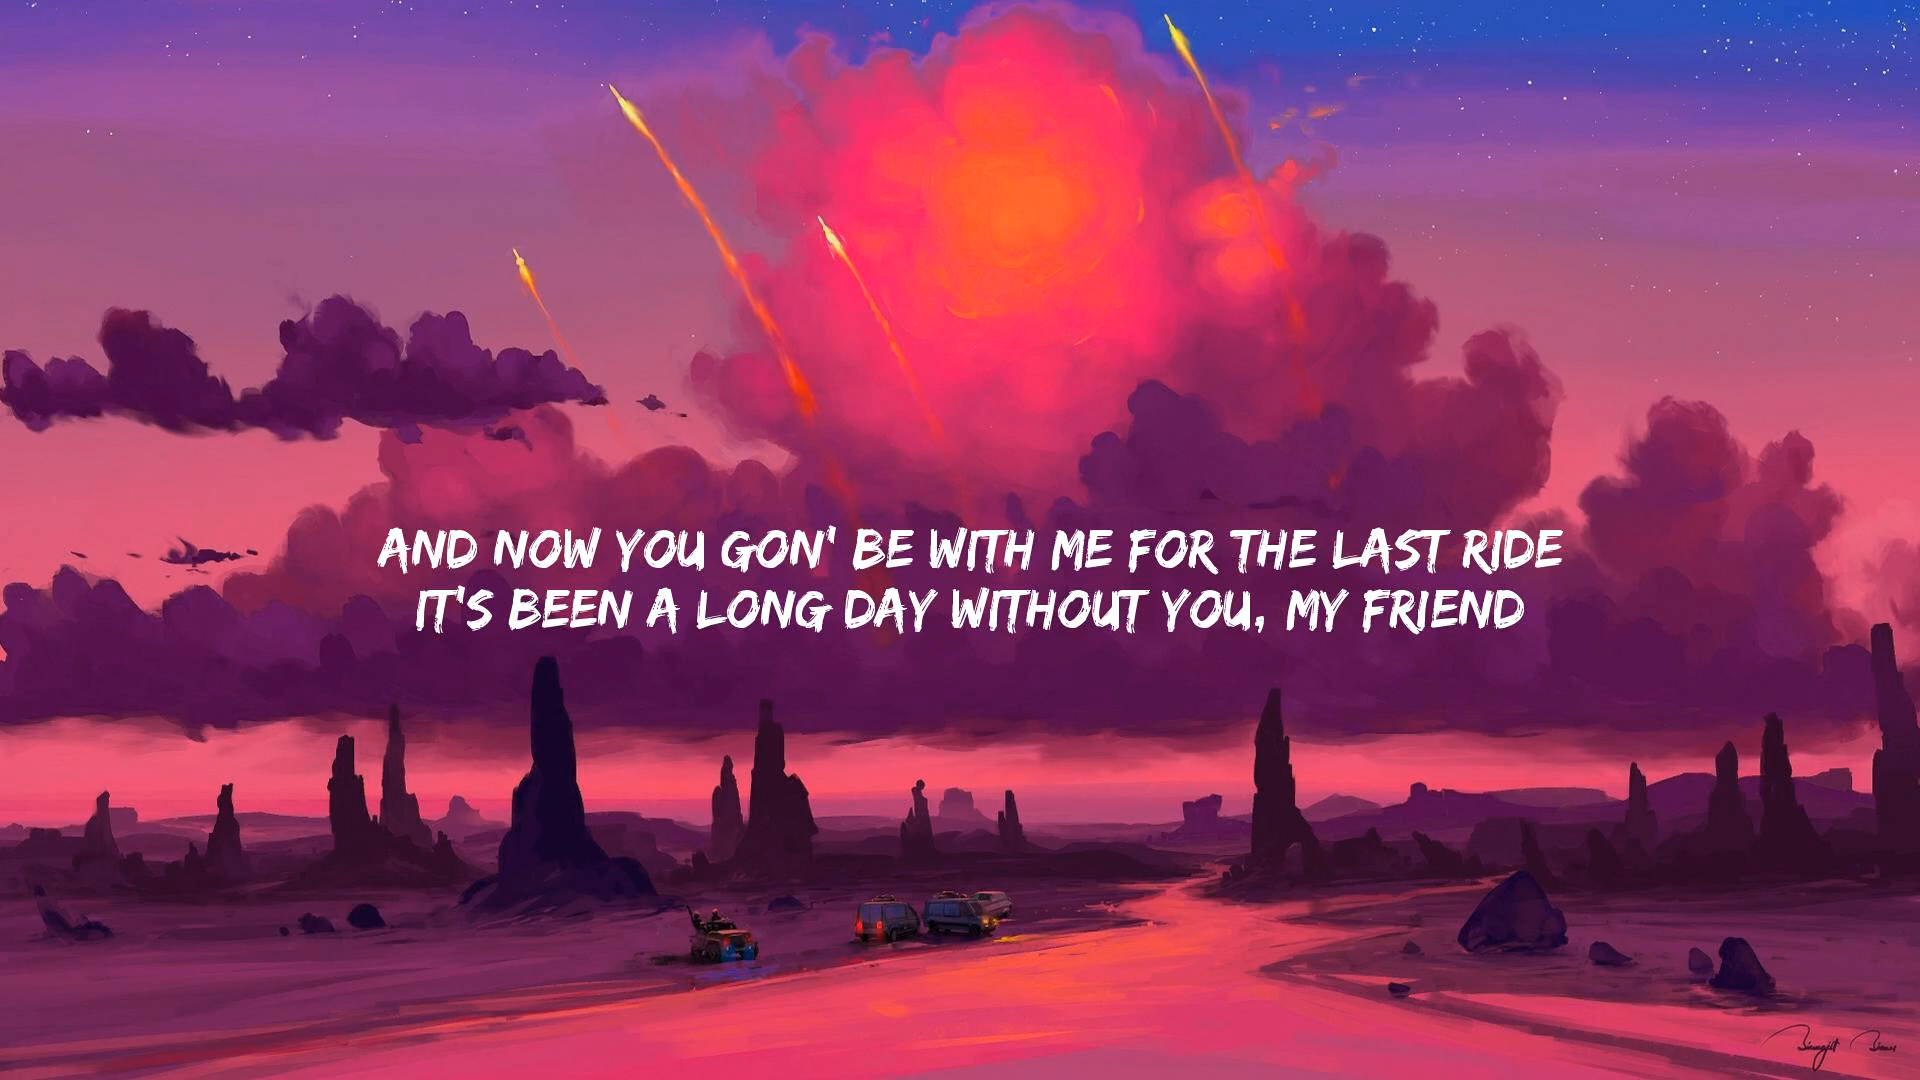 AND NOW YOU GON' BE WITH ME FOR THE LAST RIDE
IT'S BEEN A LONG DAY WITHOUT YOU, MY FRIEND